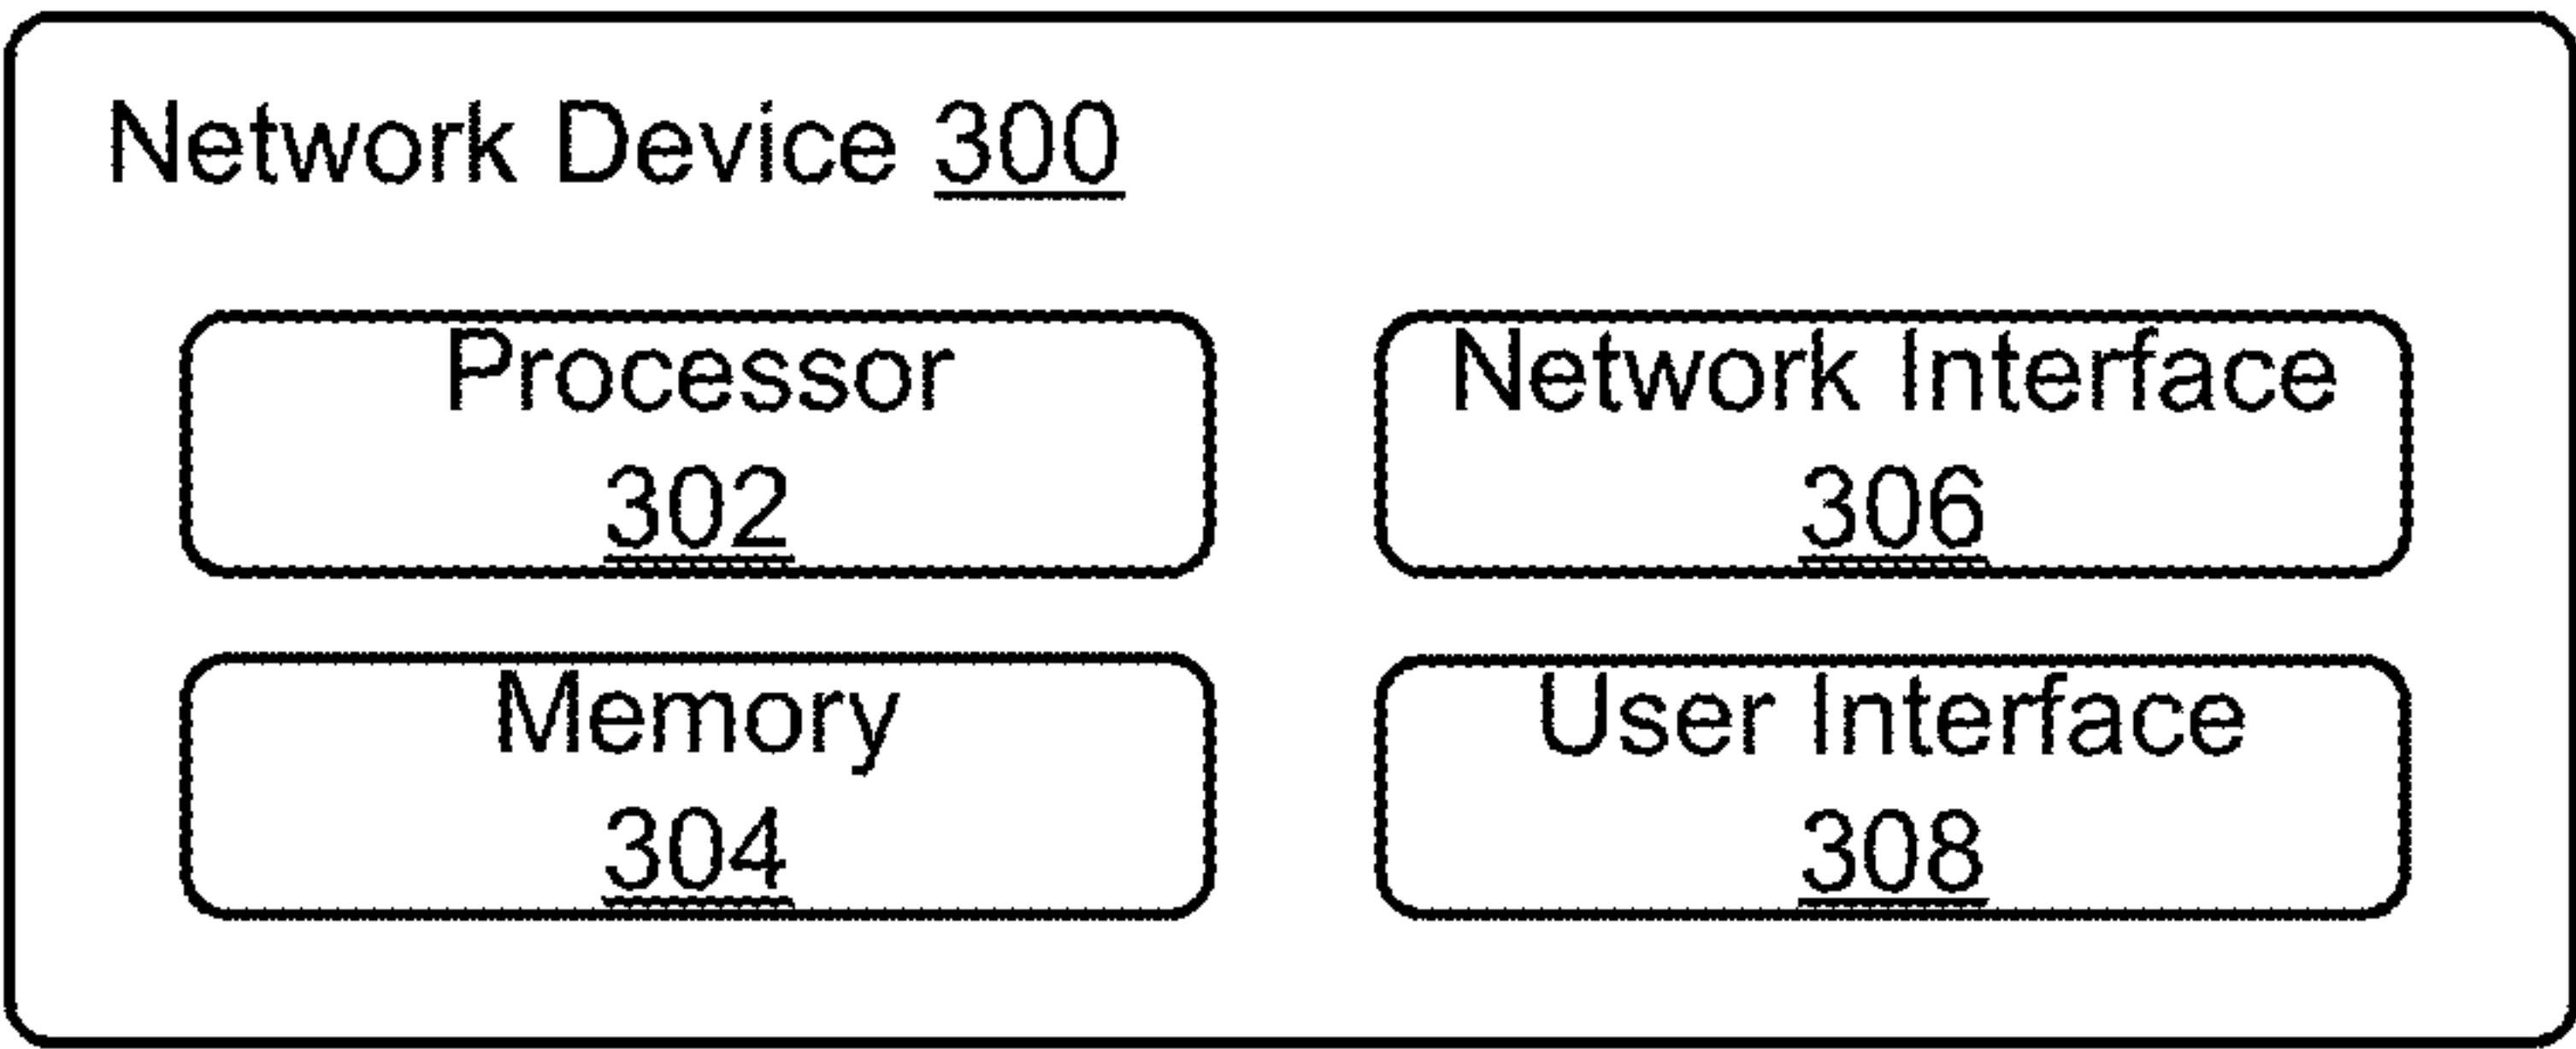 Network Device 300
Processor
302
Network Interface
306
Memory
304
User Interface
308